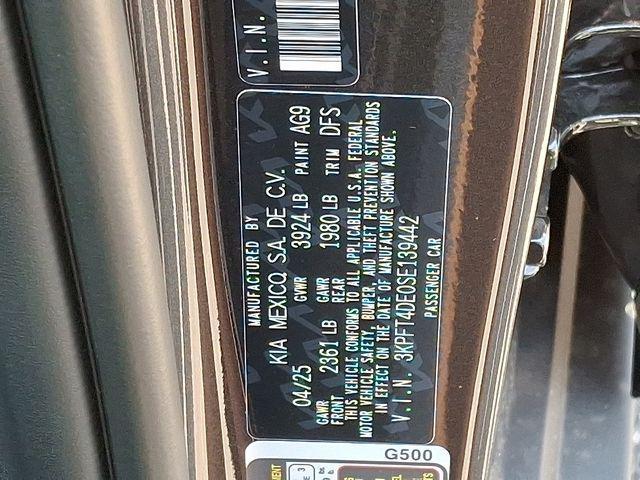 V.I.N.
MANUFACTURED BY
KIA MEXICO, S.A. DE C.V.
04/25 GVWR 3924 LB PAINT AG9
GAWR FRONT 2361 LB GAWR REAR 1980 LB TRIM DFS
THIS VEHICLE CONFORMS TO ALL APPLICABLE U.S.A. FEDERAL
MOTOR VEHICLE SAFETY, BUMPER, AND THEFT PREVENTION STANDARDS
IN EFFECT ON THE DATE OF MANUFACTURE SHOWN ABOVE.
V.I.N. 3KPFT4DE0SE139442
PASSENGER CAR
G500